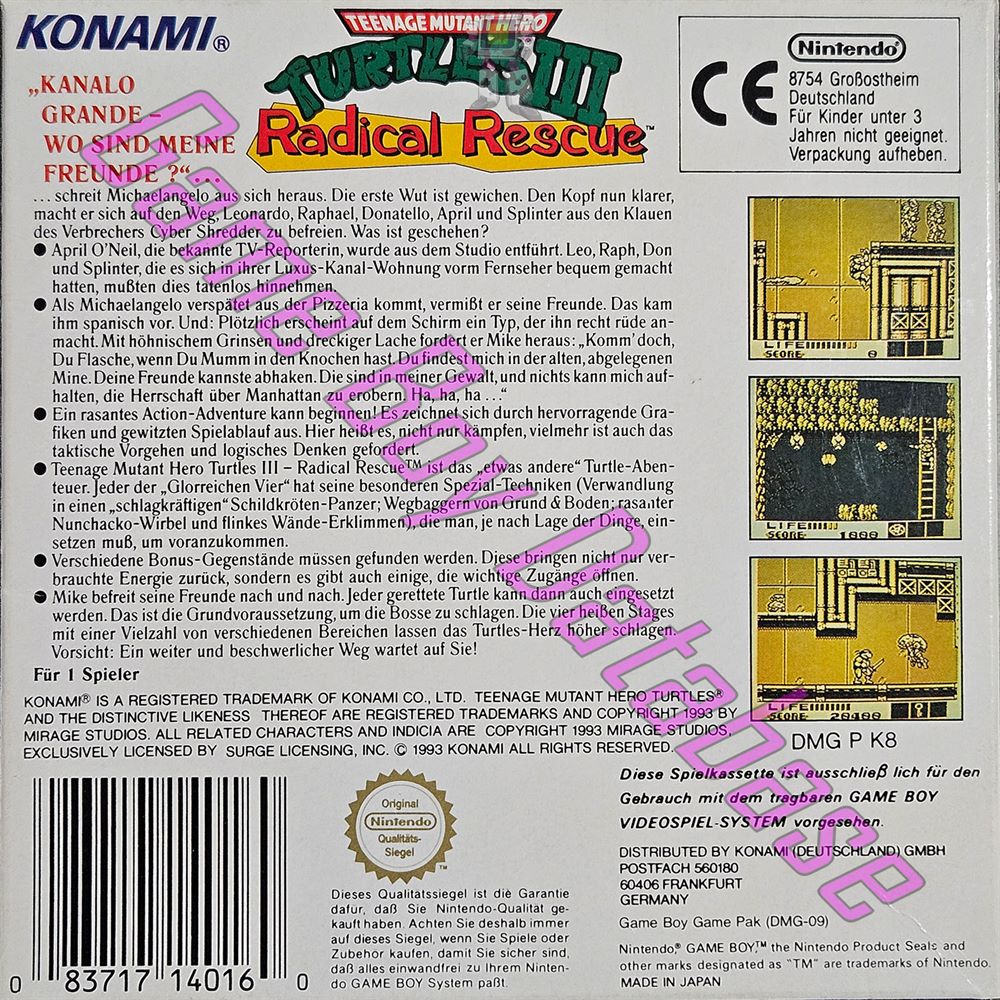 KONAMI®
TEENAGE MUTANT HERO
TURTLES III
Radical Rescue™
Nintendo®
CE
8754 Großostheim
Deutschland
Für Kinder unter 3
Jahren nicht geeignet.
Verpackung aufheben.
„KANALO
GRANDE –
WO SIND MEINE
FREUNDE ?“…
… schreit Michaelangelo aus sich heraus. Die erste Wut ist gewichen. Den Kopf nun klarer,
macht er sich auf den Weg, Leonardo, Raphael, Donatello, April und Splinter aus den Klauen
des Verbrechers Cyber Shredder zu befreien. Was ist geschehen?
● April O’Neil, die bekannte TV-Reporterin, wurde aus dem Studio entführt. Leo, Raph, Don
und Splinter, die es sich in ihrer Luxus-Kanal-Wohnung vorm Fernseher bequem gemacht
hatten, mußten dies tatenlos hinnehmen.
● Als Michaelangelo verspätet aus der Pizzeria kommt, vermißt er seine Freunde. Das kam
ihm spanisch vor. Und: Plötzlich erscheint auf dem Schirm ein Typ, der ihn recht rüde an-
macht. Mit höhnischem Grinsen und dreckiger Lache fordert er Mike heraus: „Komm’ doch,
Du Flasche, wenn Du Mumm in den Knochen hast. Du findest mich in der alten, abgelegenen
Mine. Deine Freunde kannste abhaken. Die sind in meiner Gewalt, und nichts kann mich auf-
halten, die Herrschaft über Manhattan zu erobern. Ha, ha, ha …“
● Ein rasantes Action-Adventure kann beginnen! Es zeichnet sich durch hervorragende Gra-
fiken und gewitzten Spielablauf aus. Hier heißt es, nicht nur kämpfen, vielmehr ist auch das
taktische Vorgehen und logisches Denken gefordert.
● Teenage Mutant Hero Turtles III – Radical Rescue™ ist das „etwas andere“ Turtle-Aben-
teuer. Jeder der „Glorreichen Vier“ hat seine besonderen Spezial-Techniken (Verwandlung
in einen „schlagkräftigen“ Schildkröten-Panzer; Wegbaggern von Grund & Boden; rasanter
Nunchacko-Wirbel und flinkes Wände-Erklimmen), die man, je nach Lage der Dinge, ein-
setzen muß, um voranzukommen.
● Verschiedene Bonus-Gegenstände müssen gefunden werden. Diese bringen nicht nur ver-
brauchte Energie zurück, sondern es gibt auch einige, die wichtige Zugänge öffnen.
● Mike befreit seine Freunde nach und nach. Jeder gerettete Turtle kann dann auch eingesetzt
werden. Das ist die Grundvoraussetzung, um die Bosse zu schlagen. Die vier heißen Stages
mit einer Vielzahl von verschiedenen Bereichen lassen das Turtles-Herz höher schlagen.
Vorsicht: Ein weiter und beschwerlicher Weg wartet auf Sie!
Für 1 Spieler
LIFE
SCORE- 0
LIFE
SCORE- 1000
LIFE
SCORE- 20400
KONAMI® IS A REGISTERED TRADEMARK OF KONAMI CO., LTD. TEENAGE MUTANT HERO TURTLES®
AND THE DISTINCTIVE LIKENESS THEREOF ARE REGISTERED TRADEMARKS AND COPYRIGHT 1993 BY
MIRAGE STUDIOS. ALL RELATED CHARACTERS AND INDICIA ARE COPYRIGHT 1993 MIRAGE STUDIOS,
EXCLUSIVELY LICENSED BY SURGE LICENSING, INC. © 1993 KONAMI ALL RIGHTS RESERVED.
DMG P K8
0 83717 14016 0
Original
Nintendo
Qualitäts-
Siegel
™
Dieses Qualitätssiegel ist die Garantie
dafür, daß Sie Nintendo-Qualität ge-
kauft haben. Achten Sie deshalb immer
auf dieses Siegel, wenn Sie Spiele oder
Zubehör kaufen, damit Sie sicher sind,
daß alles einwandfrei zu Ihrem Ninten-
do GAME BOY System paßt.
Diese Spielkassette ist ausschließ lich für den
Gebrauch mit dem tragbaren GAME BOY
VIDEOSPIEL-SYSTEM vorgesehen.
DISTRIBUTED BY KONAMI (DEUTSCHLAND) GMBH
POSTFACH 560180
60406 FRANKFURT
GERMANY
Game Boy Game Pak (DMG-09)
Nintendo,® GAME BOY,™ the Nintendo Product Seals and
other marks designated as “TM” are trademarks of Nintendo.
MADE IN JAPAN
Game Boy Database